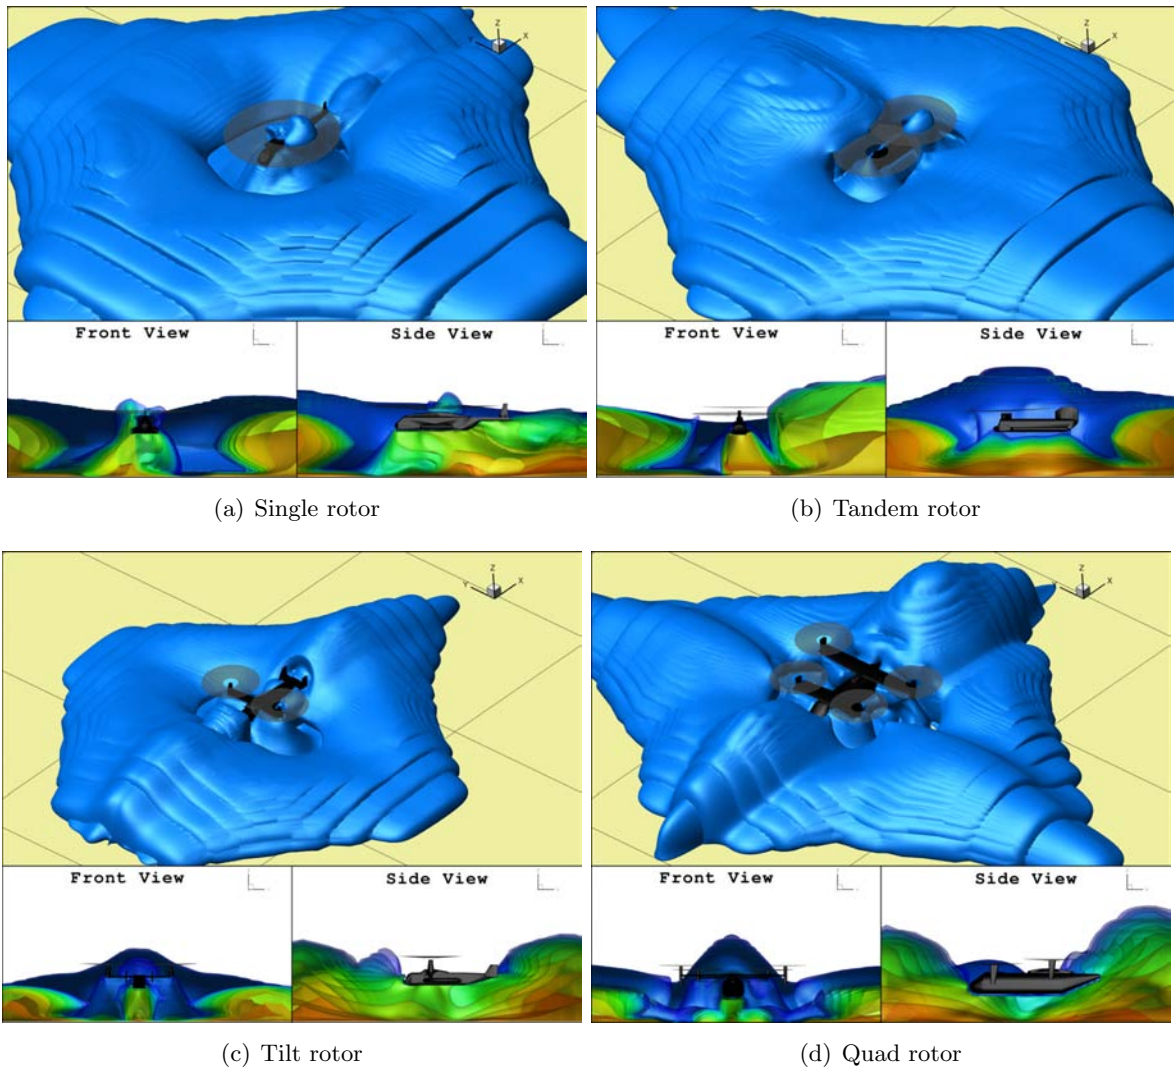 Z
Y
X
Front View
Side View
(a) Single rotor
Z
X
Front View
Side View
(b) Tandem rotor
Z
Y
X
Front View
Side View
(c) Tilt rotor
Z
X
Front View
Side View
(d) Quad rotor